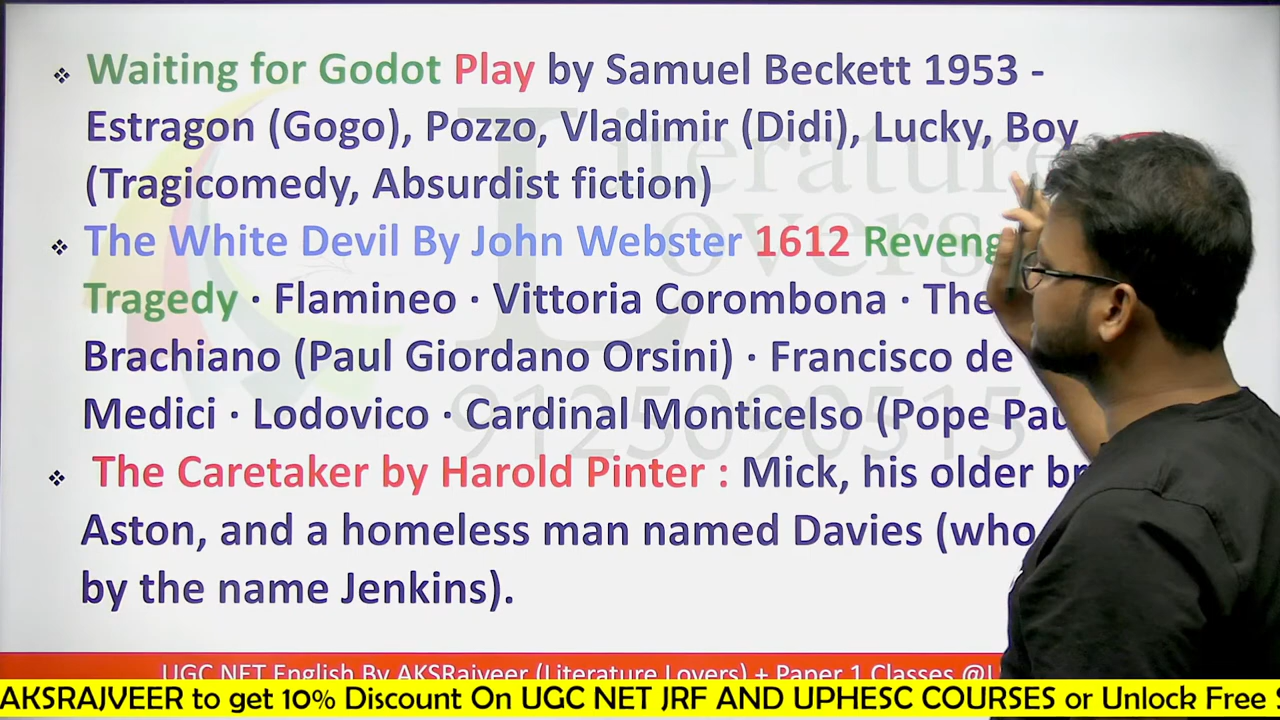 ❖ Waiting for Godot Play by Samuel Beckett 1953 -
Estragon (Gogo), Pozzo, Vladimir (Didi), Lucky, Boy
(Tragicomedy, Absurdist fiction)
❖ The White Devil By John Webster 1612 Reveng
Tragedy · Flamineo · Vittoria Corombona · The
Brachiano (Paul Giordano Orsini) · Francisco de
Medici · Lodovico · Cardinal Monticelso (Pope Pau
❖ The Caretaker by Harold Pinter : Mick, his older br
Aston, and a homeless man named Davies (who
by the name Jenkins).
Literature
Lovers
9125090515
UGC NET English By AKSRajveer (Literature Lovers) + Paper 1 Classes @U
AKSRAJVEER to get 10% Discount On UGC NET JRF AND UPHESC COURSES or Unlock Free S